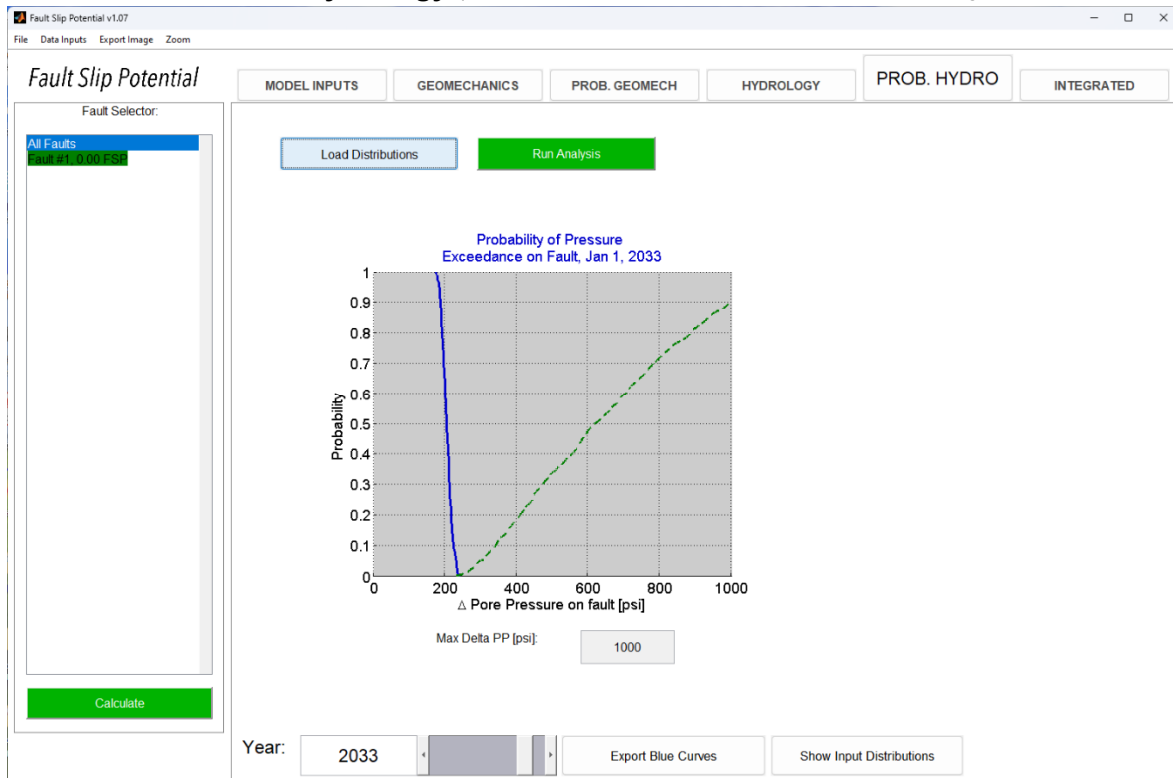 Fault Slip Potential v1.07
File Data Inputs Export Image Zoom
Fault Slip Potential
MODEL INPUTS GEOMECHANICS PROB. GEOMECH HYDROLOGY PROB. HYDRO INTEGRATED
Fault Selector:
All Faults
Fault #1, 0.00 FSP
Calculate
Load Distributions Run Analysis
Probability of Pressure
Exceedance on Fault, Jan 1, 2033
1
0.9
0.8
0.7
0.6
0.5
0.4
0.3
0.2
0.1
0
Probability
0 200 400 600 800 1000
Δ Pore Pressure on fault [psi]
Max Delta PP [psi]: 1000
Year: 2033 Export Blue Curves Show Input Distributions